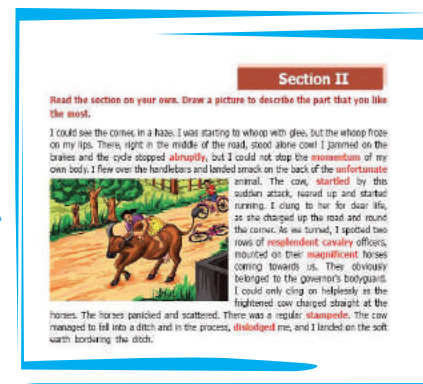 Section II
Read the section on your own. Draw a picture to describe the part that you like
the most.
I could see the corner, in a haze. I was starting to whoop with glee, but the whoop froze
on my lips. There, right in the middle of the road, stood alone cow! I jammed on the
brakes and the cycle stopped abruptly, but I could not stop the momentum of my
own body. I flew over the handlebars and landed smack on the back of the unfortunate
animal. The cow, startled by this
sudden attack, reared up and started
running. I clung to her for dear life,
as she charged up the road and round
the corner. As we turned, I spotted two
rows of resplendent cavalry officers,
mounted on their magnificent horses
coming towards us. They obviously
belonged to the governor's bodyguard.
I could only cling on helplessly as the
frightened cow charged straight at the
horses. The horses panicked and scattered. There was a regular stampede. The cow
managed to fall into a ditch and in the process, dislodged me, and I landed on the soft
earth bordering the ditch.